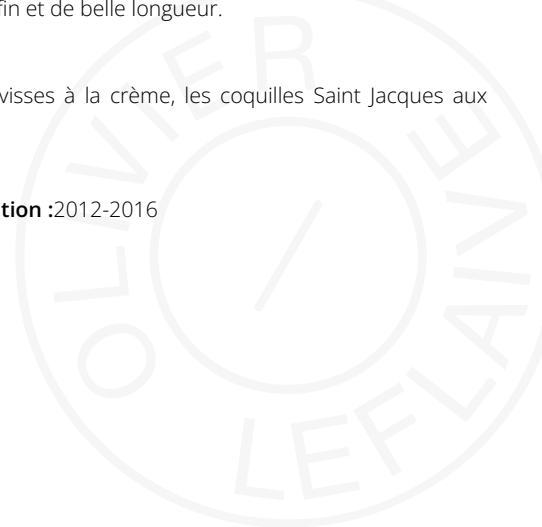 fin et de belle longueur.
visses à la crème, les coquilles Saint Jacques aux
tion :2012-2016
OLIVIER
LEFLAIVE